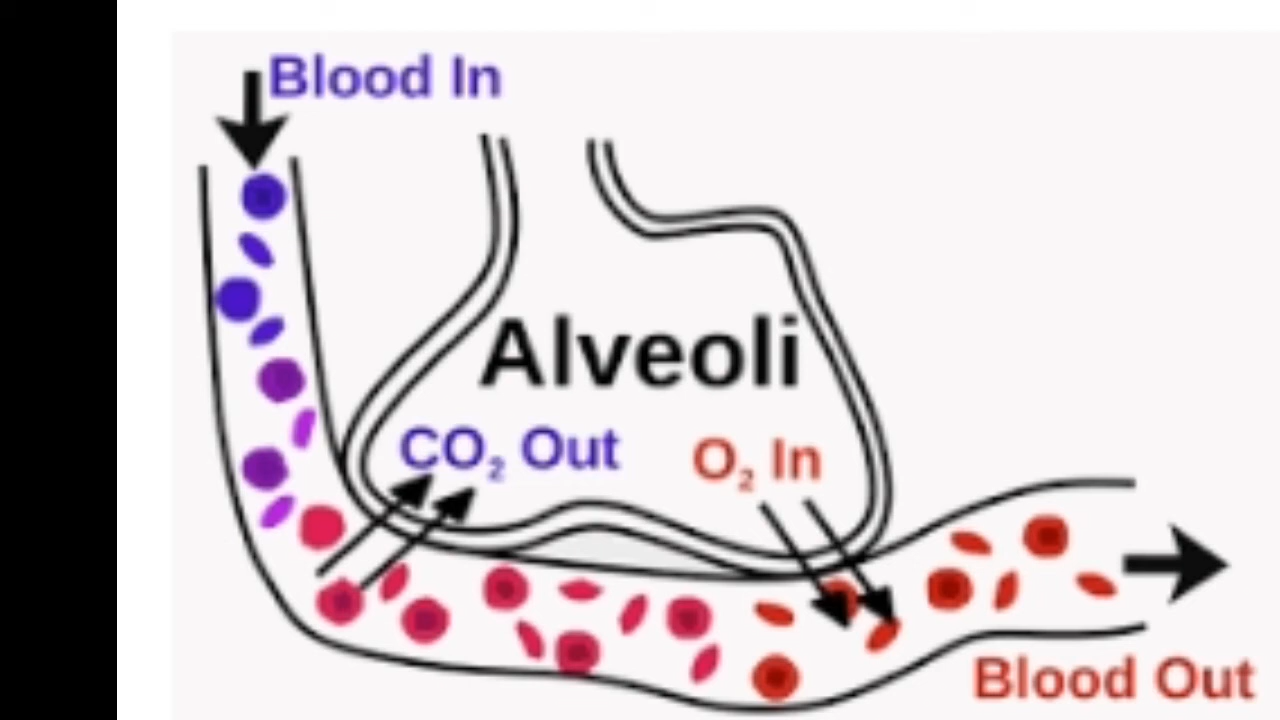 Blood In
Alveoli
CO₂ Out
O₂ In
Blood Out